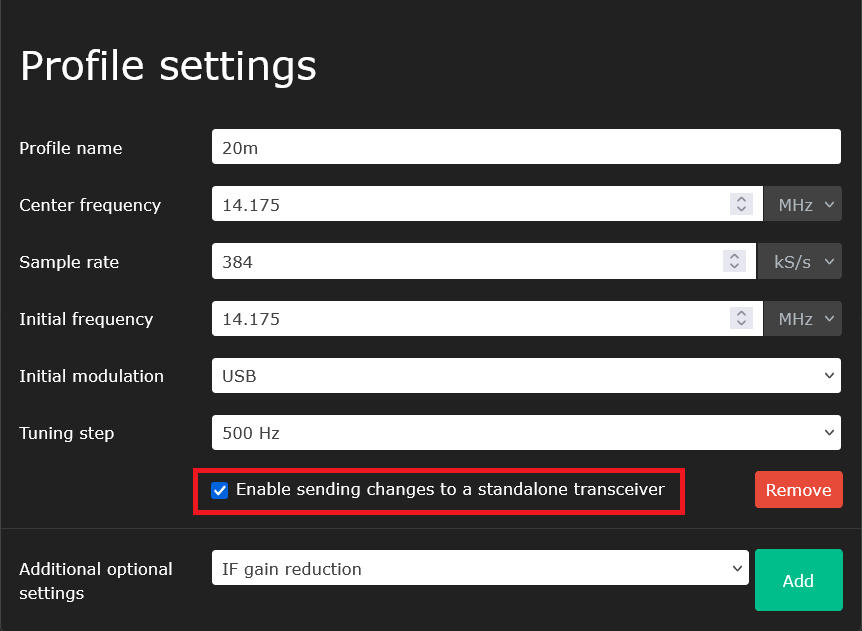 Profile settings
Profile name 20m
Center frequency 14.175 MHz
Sample rate 384 kS/s
Initial frequency 14.175 MHz
Initial modulation USB
Tuning step 500 Hz
Enable sending changes to a standalone transceiver Remove
Additional optional settings IF gain reduction Add